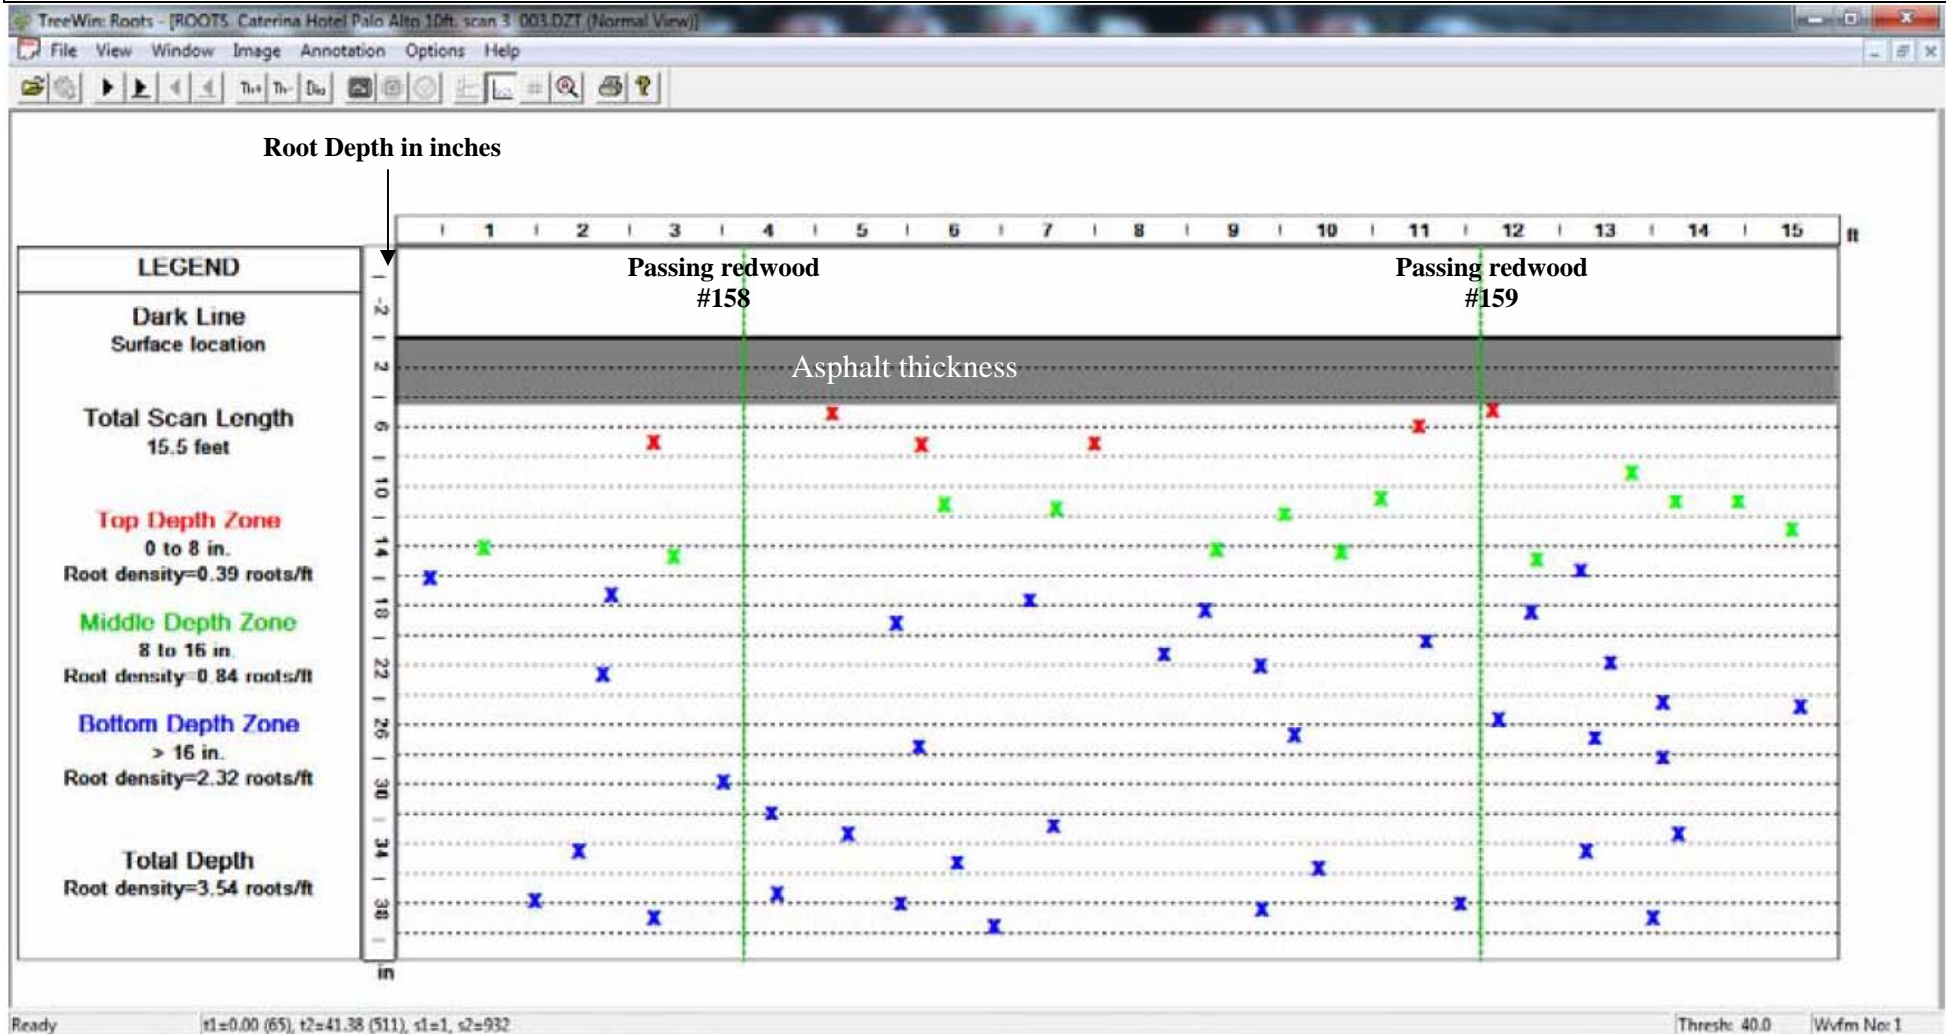 TreeWin: Roots - [ROOTS  Caterina Hotel Palo Alto 10ft. scan 3  003.DZT (Normal View)]
File View Window Image Annotation Options Help
Th+ Th-
Root Depth in inches
1 2 3 4 5 6 7 8 9 10 11 12 13 14 15 ft
LEGEND
Dark Line
Surface location
Total Scan Length
15.5 feet
Top Depth Zone
0 to 8 in.
Root density=0.39 roots/ft
Middle Depth Zone
8 to 16 in.
Root density=0.84 roots/ft
Bottom Depth Zone
> 16 in.
Root density=2.32 roots/ft
Total Depth
Root density=3.54 roots/ft
-2
2
6
10
14
18
22
26
30
34
38
in
Passing redwood
#158
Passing redwood
#159
Asphalt thickness
Ready t1=0.00 (65), t2=41.38 (511), s1=1, s2=932 Thresh: 40.0 Wvfm No: 1